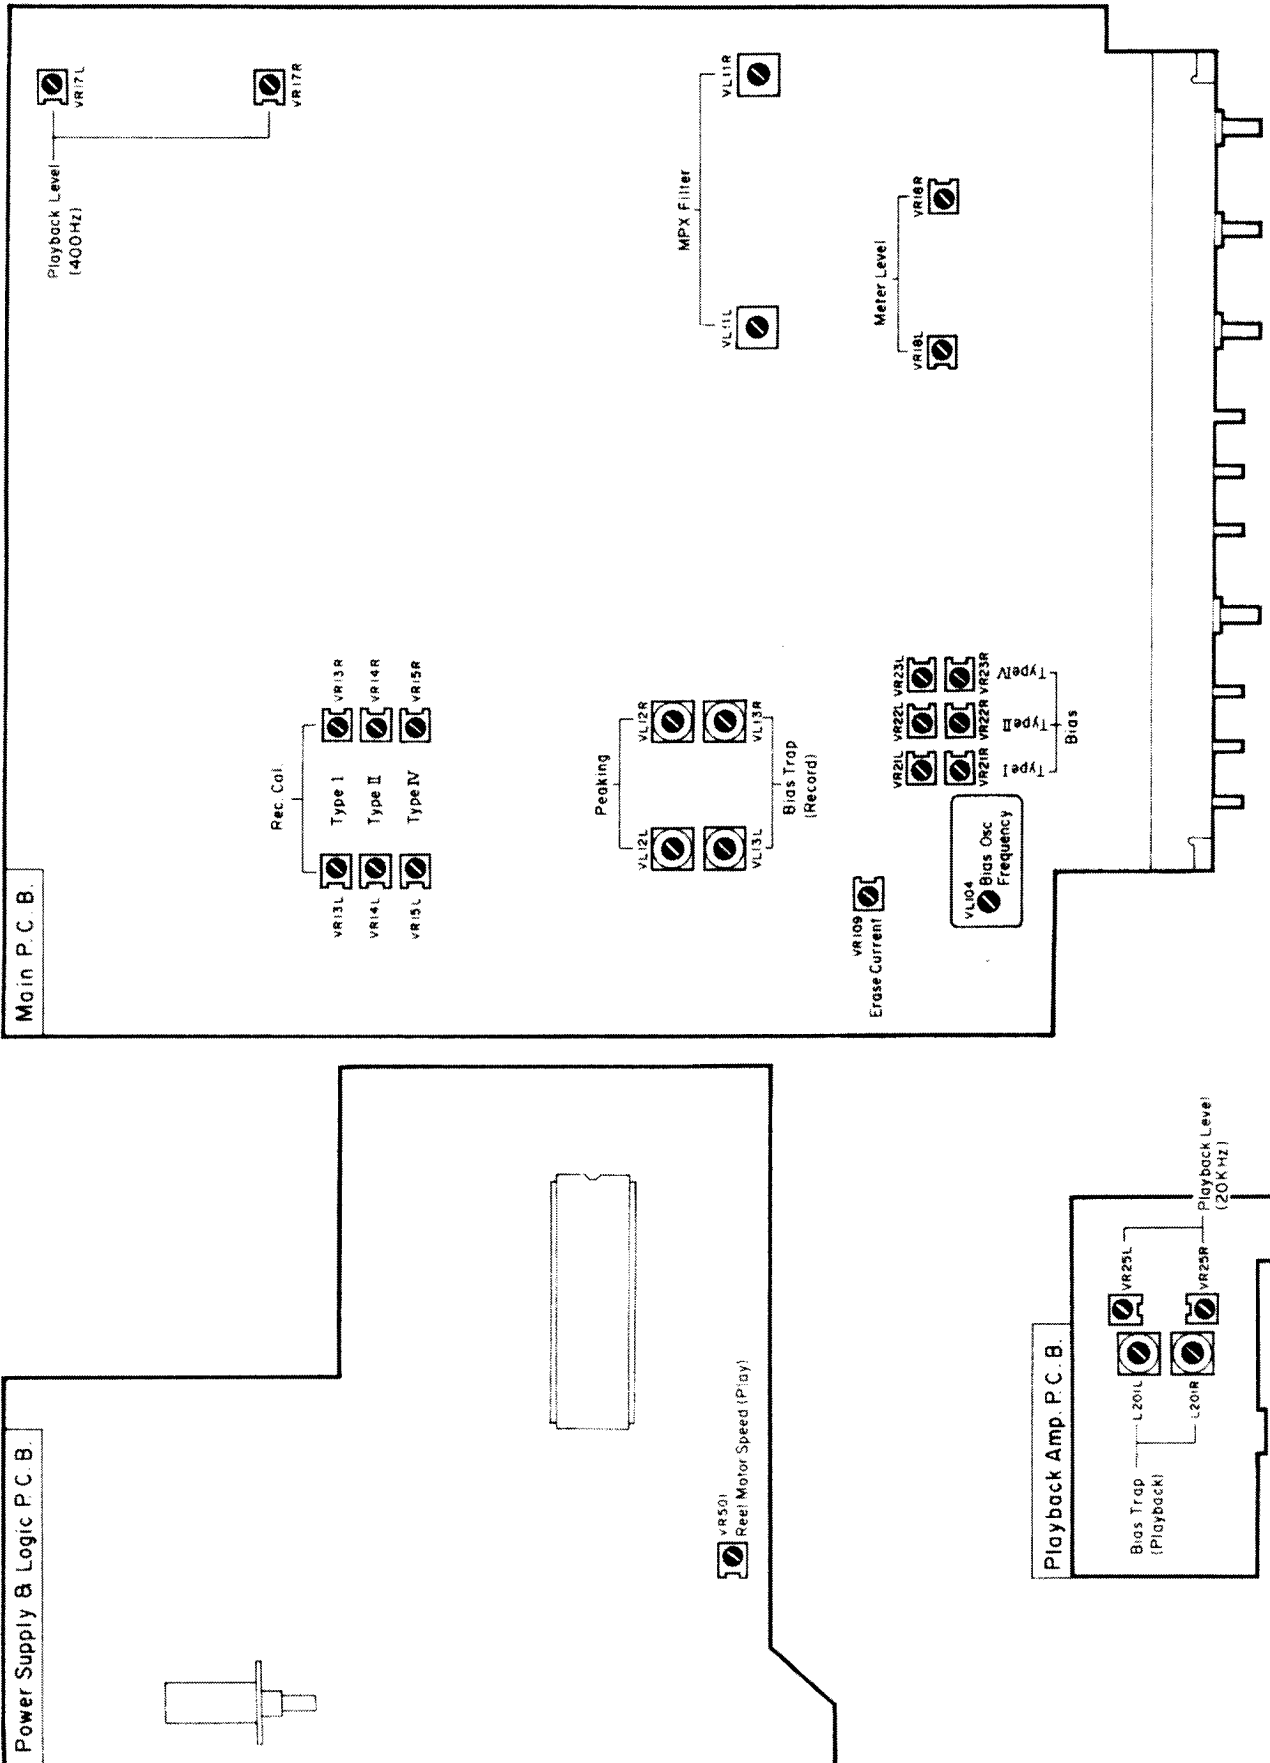 Main P. C. B.
Playback Level
(400Hz)
VR17L
VR17R
Rec. Cal.
VR13L
Type I
VR13R
VR14L
Type II
VR14R
VR15L
Type IV
VR15R
MPX Filter
VL11L
VL11R
Peaking
VL12L
VL12R
VL13L
VL13R
Bias Trap
(Record)
Meter Level
VR18L
VR18R
VR109
Erase Current
VR21L
VR22L
VR23L
VR21R
VR22R
VR23R
Type I
Type II
Type IV
Bias
VL104
Bias Osc
Frequency
Power Supply & Logic P. C. B.
VR501
Reel Motor Speed (Play)
Playback Amp. P. C. B.
Bias Trap
(Playback)
L201L
L201R
VR25L
VR25R
Playback Level
(20KHz)